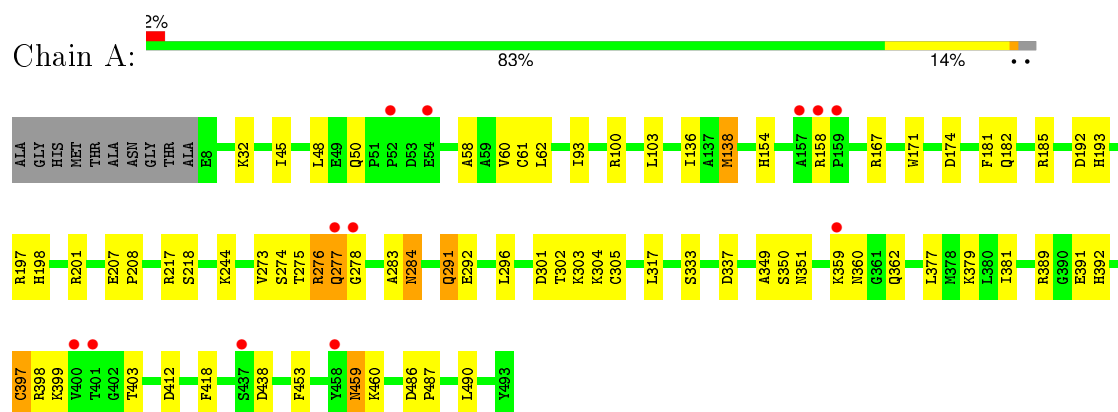 2%
Chain A:
83% 14% • •
ALA GLY HIS MET THR ALA ASN GLY THR ALA E8 K32 I45 L48 E49 Q50 P51 P52 D53 E54 A58 A59 V60 C61 L62 I93 R100 L103 I136 A137 M138 H154 A157 R158 P159 R167 W171 D174 F181 Q182 R185 D192 H193
R197 H198 R201 E207 P208 R217 S218 K244 V273 S274 T275 R276 Q277 G278 A283 N284 Q291 E292 L296 D301 T302 K303 K304 C305 L317 S333 D337 A349 S350 N351 K359 N360 G361 Q362 L377 M378 K379 L380 I381 R389 G390 E391 H392
C397 R398 K399 V400 T401 G402 T403 D412 F418 S437 D438 F453 Y458 N459 K460 D486 P487 L490 Y493